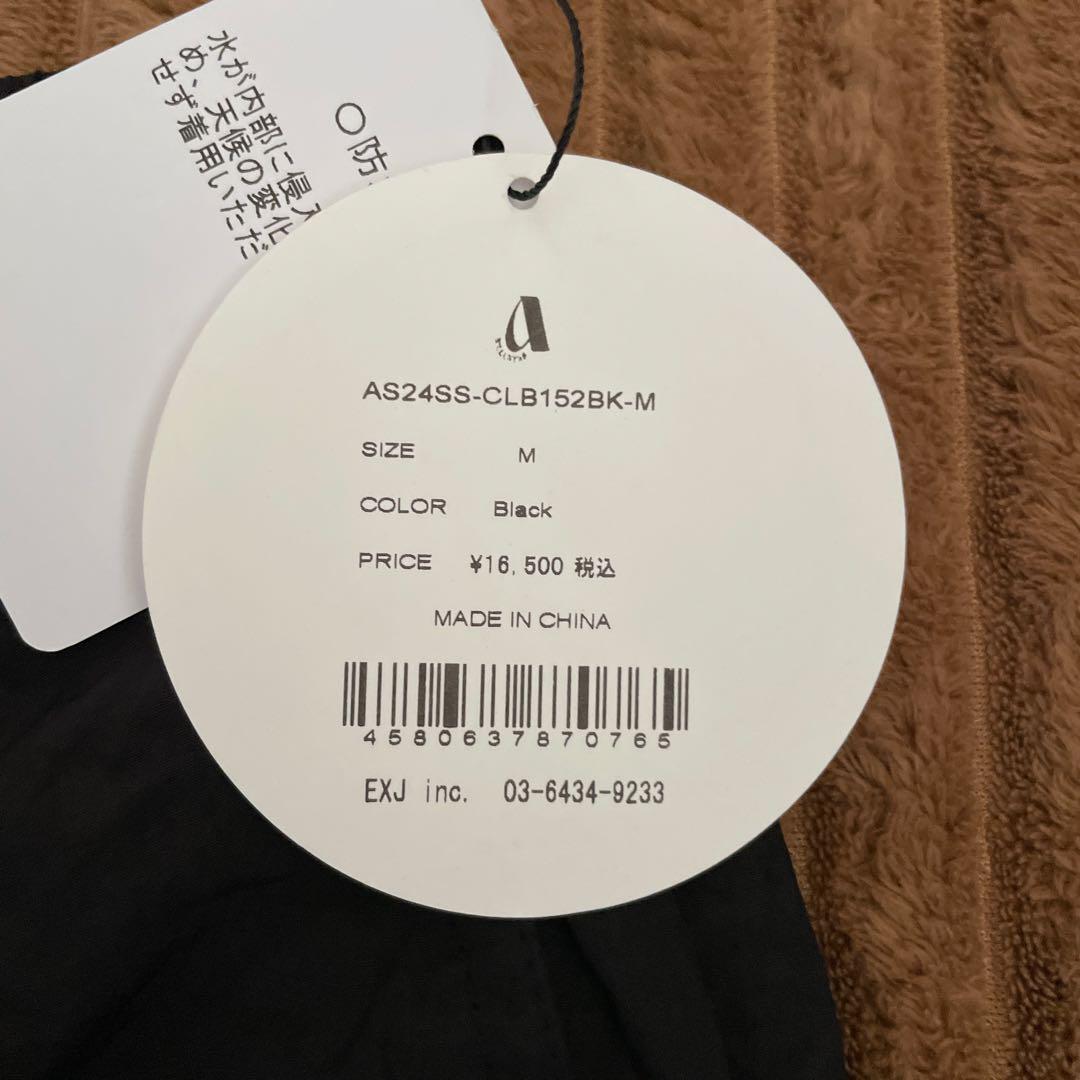 〇防
水が内部に侵入
め、天候の変化
せず着用いただ
a
AS24SS-CLB152BK-M
SIZE M
COLOR Black
PRICE ¥16,500 税込
MADE IN CHINA
4580637870765
EXJ inc. 03-6434-9233